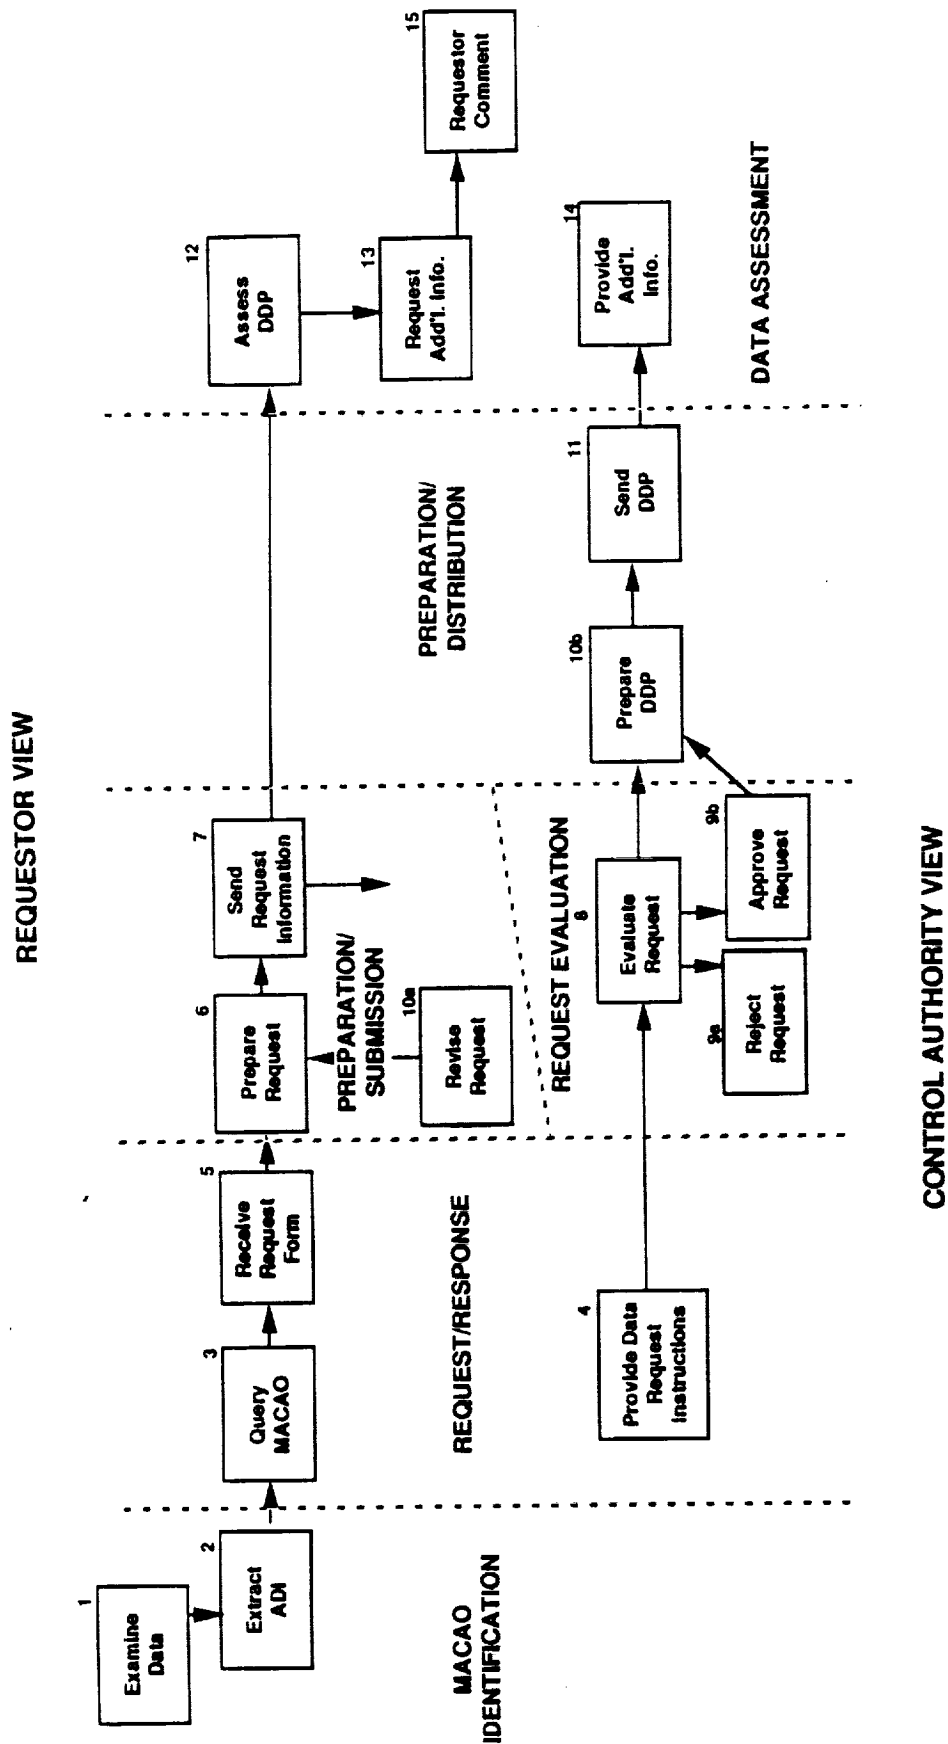 REQUESTOR VIEW
1
Examine
Data
2
Extract
ADI
MACAO
IDENTIFICATION
3
Query
MACAO
5
Receive
Request
Form
REQUEST/RESPONSE
4
Provide Data
Request
Instructions
6
Prepare
Request
7
Send
Request
Information
PREPARATION/
SUBMISSION
10a
Revise
Request
REQUEST EVALUATION
8
Evaluate
Request
9a
Reject
Request
9b
Approve
Request
PREPARATION/
DISTRIBUTION
10b
Prepare
DDP
11
Send
DDP
12
Assess
DDP
13
Request
Add'l. Info.
15
Requestor
Comment
14
Provide
Add'l.
Info.
DATA ASSESSMENT
CONTROL AUTHORITY VIEW